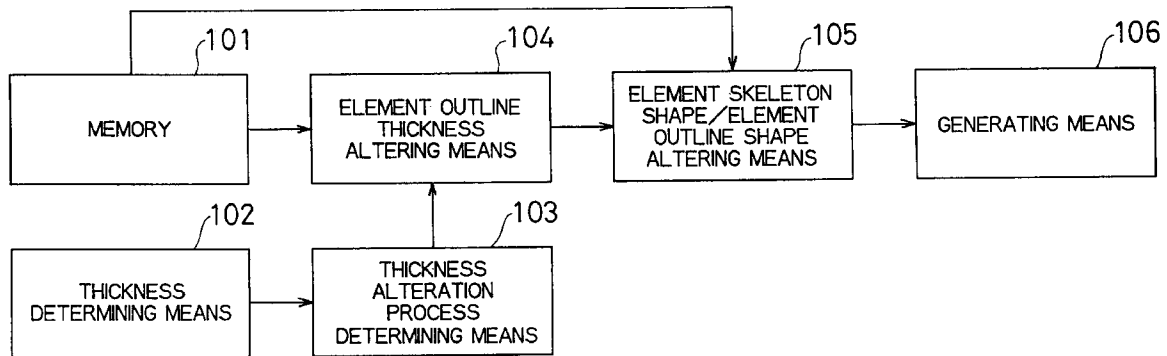 101
MEMORY
104
ELEMENT OUTLINE
THICKNESS
ALTERING MEANS
105
ELEMENT SKELETON
SHAPE/ELEMENT
OUTLINE SHAPE
ALTERING MEANS
106
GENERATING MEANS
102
THICKNESS
DETERMINING MEANS
103
THICKNESS
ALTERATION
PROCESS
DETERMINING MEANS